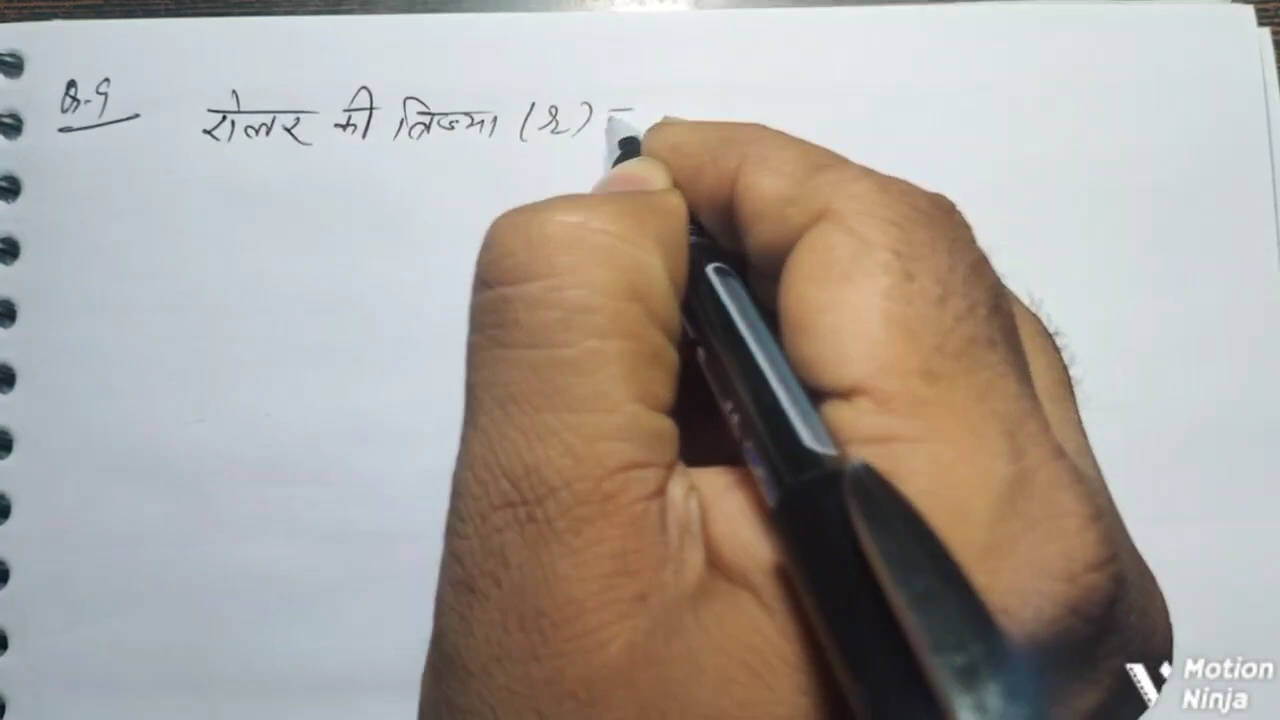 Q.9 रोलर की त्रिज्या (r) =
Motion
Ninja